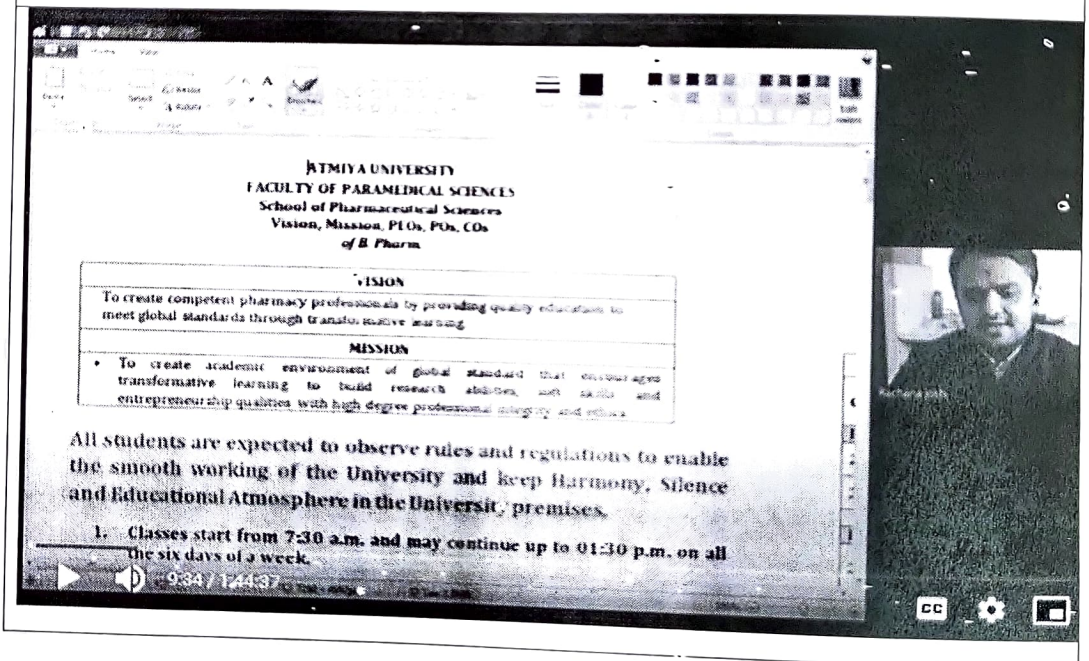 Home View
Select
A
ATMIYA UNIVERSITY
FACULTY OF PARAMEDICAL SCIENCES
School of Pharmaceutical Sciences
Vision, Mission, PEOs, POs, COs
of B. Pharm
VISION
To create competent pharmacy professionals by providing quality education to
meet global standards through transformative learning
MISSION
• To create academic environment of global standard that encourages
transformative learning to build research abilities, soft skills and
entrepreneurship qualities with high degree professional integrity and ethics
All students are expected to observe rules and regulations to enable
the smooth working of the University and keep Harmony, Silence
and Educational Atmosphere in the University premises.
1. Classes start from 7:30 a.m. and may continue up to 01:30 p.m. on all
the six days of a week.
9:34 / 1:44:37
CC